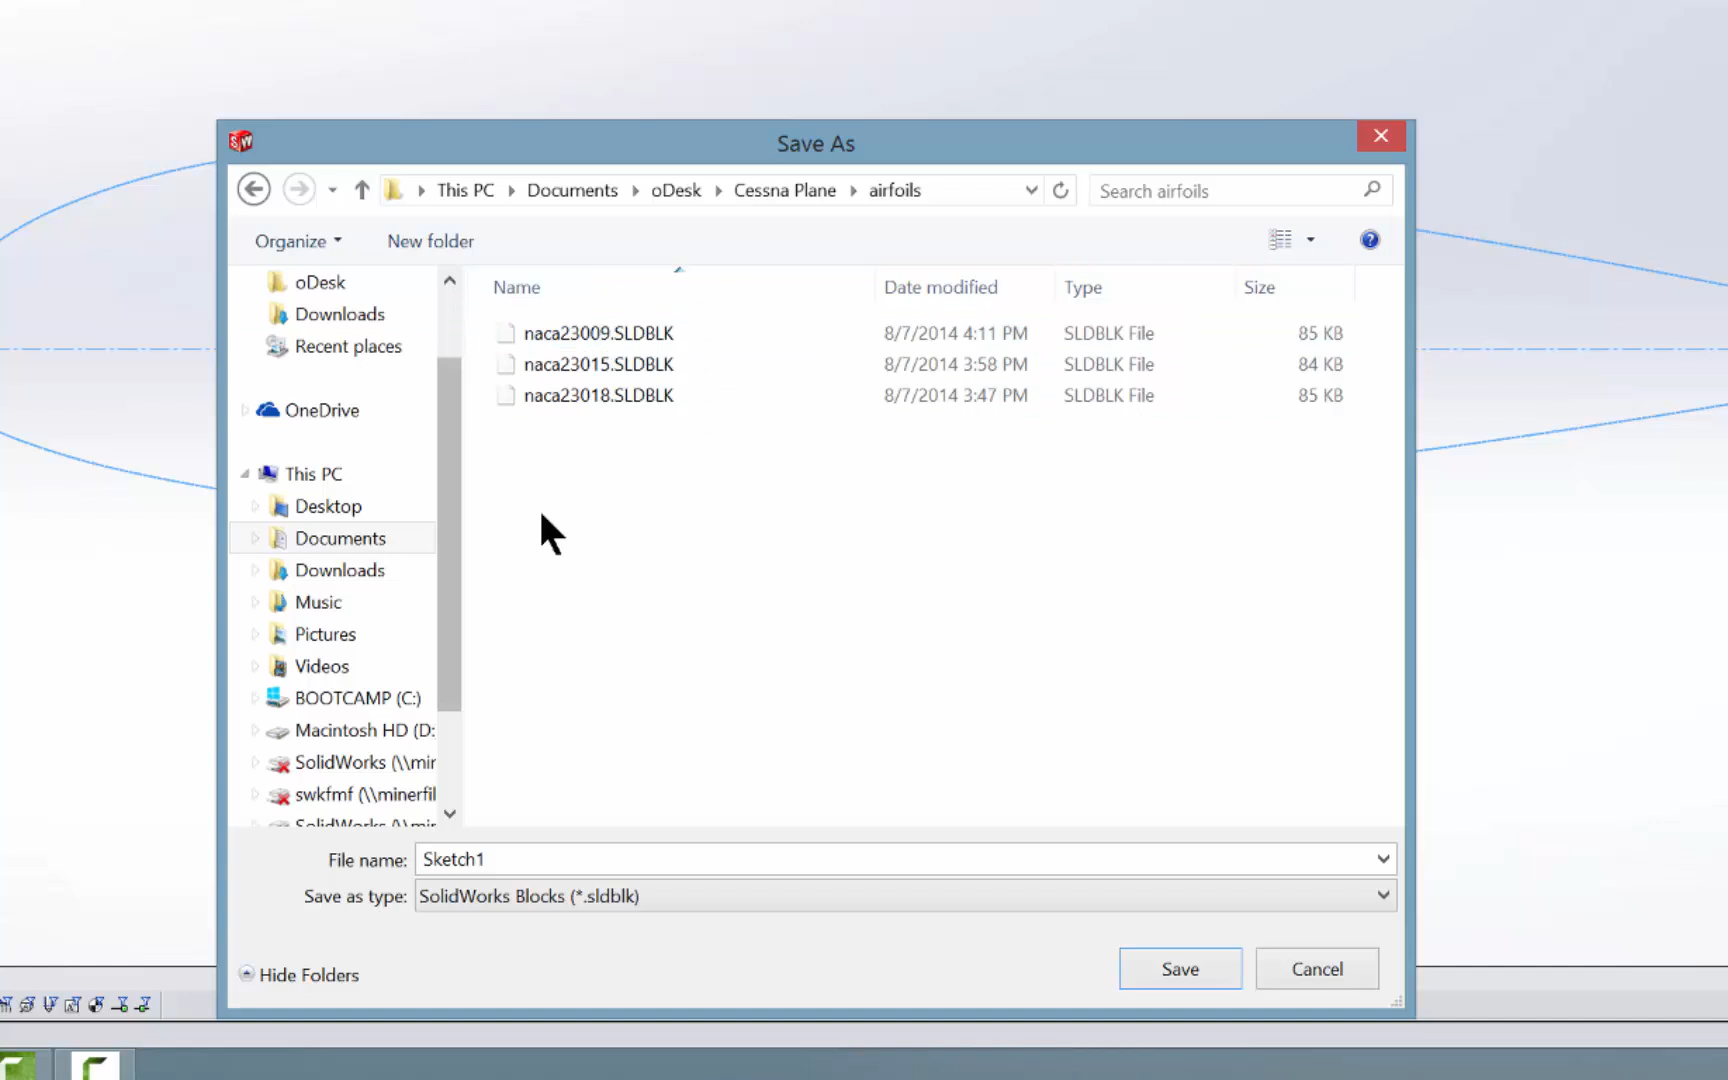 Save As
This PC Documents oDesk Cessna Plane airfoils
Search airfoils
Organize New folder
Name Date modified Type Size
naca23009.SLDBLK 8/7/2014 4:11 PM SLDBLK File 85 KB
naca23015.SLDBLK 8/7/2014 3:58 PM SLDBLK File 84 KB
naca23018.SLDBLK 8/7/2014 3:47 PM SLDBLK File 85 KB
oDesk
Downloads
Recent places
OneDrive
This PC
Desktop
Documents
Downloads
Music
Pictures
Videos
BOOTCAMP (C:)
Macintosh HD (D:
SolidWorks (\\mir
swkfmf (\\minerfil
SolidWorks (\\mir
File name: Sketch1
Save as type: SolidWorks Blocks (*.sldblk)
Hide Folders
Save Cancel